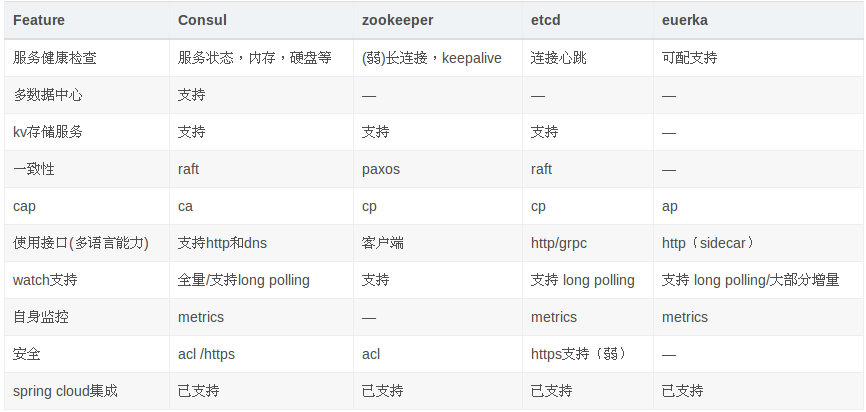 Feature Consul zookeeper etcd euerka
服务健康检查 服务状态，内存，硬盘等 (弱)长连接，keepalive 连接心跳 可配支持
多数据中心 支持 — — —
kv存储服务 支持 支持 支持 —
一致性 raft paxos raft —
cap ca cp cp ap
使用接口(多语言能力) 支持http和dns 客户端 http/grpc http（sidecar）
watch支持 全量/支持long polling 支持 支持 long polling 支持 long polling/大部分增量
自身监控 metrics — metrics metrics
安全 acl /https acl https支持（弱） —
spring cloud集成 已支持 已支持 已支持 已支持